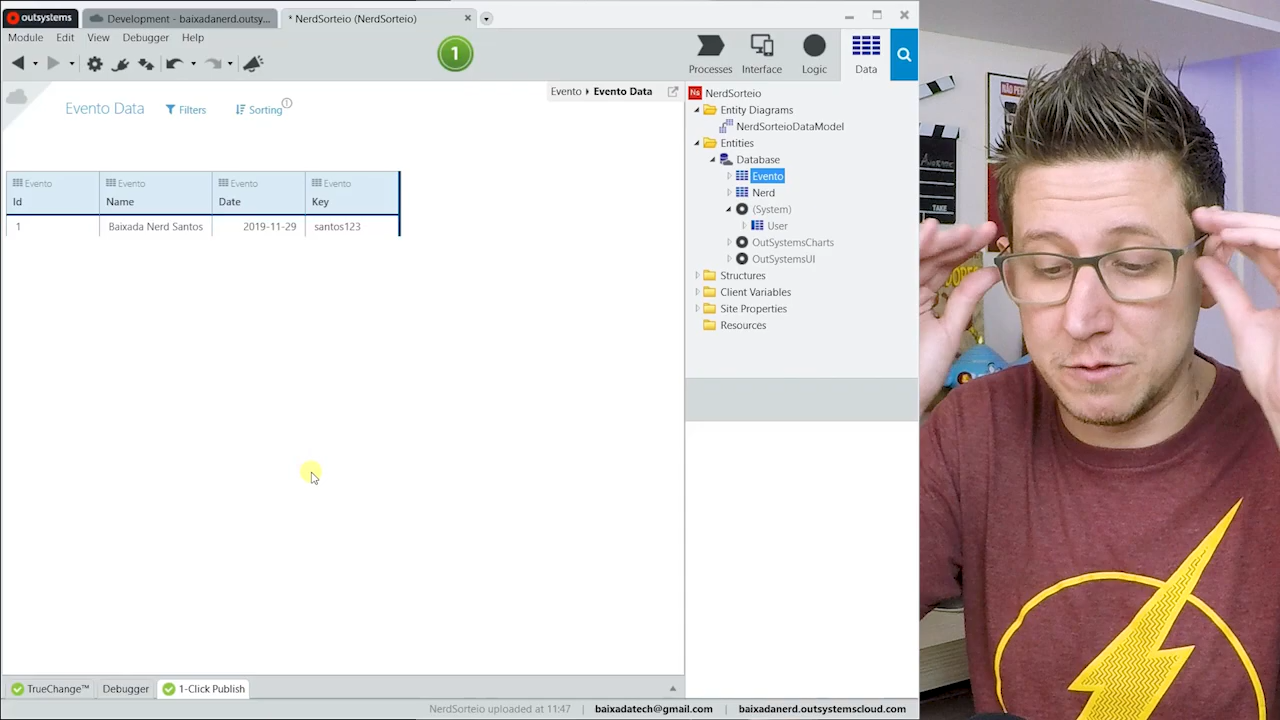 outsystems
Development - baixadanerd.outsy...
* NerdSorteio (NerdSorteio)
Module Edit View Debugger Help
1
Processes Interface Logic Data
Evento Data
Filters
Sorting
Evento Evento Data
Evento Evento Evento Evento
Id Name Date Key
1 Baixada Nerd Santos 2019-11-29 santos123
NerdSorteio
Entity Diagrams
NerdSorteioDataModel
Entities
Database
Evento
Nerd
(System)
User
OutSystemsCharts
OutSystemsUI
Structures
Client Variables
Site Properties
Resources
TAKE
TrueChange™ Debugger 1-Click Publish
NerdSorteio uploaded at 11:47 baixadatech@gmail.com baixadanerd.outsystemscloud.com